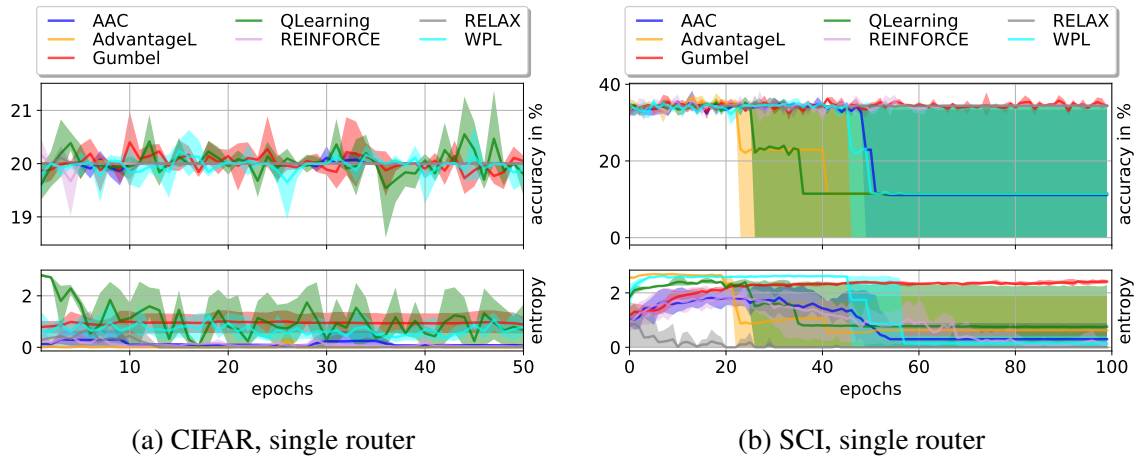 AAC QLearning RELAX
AdvantageL REINFORCE WPL
Gumbel
21
20
19
accuracy in %
2
0
entropy
10 20 30 40 50
epochs
(a) CIFAR, single router
AAC QLearning RELAX
AdvantageL REINFORCE WPL
Gumbel
40
20
0
accuracy in %
2
0
entropy
0 20 40 60 80 100
epochs
(b) SCI, single router